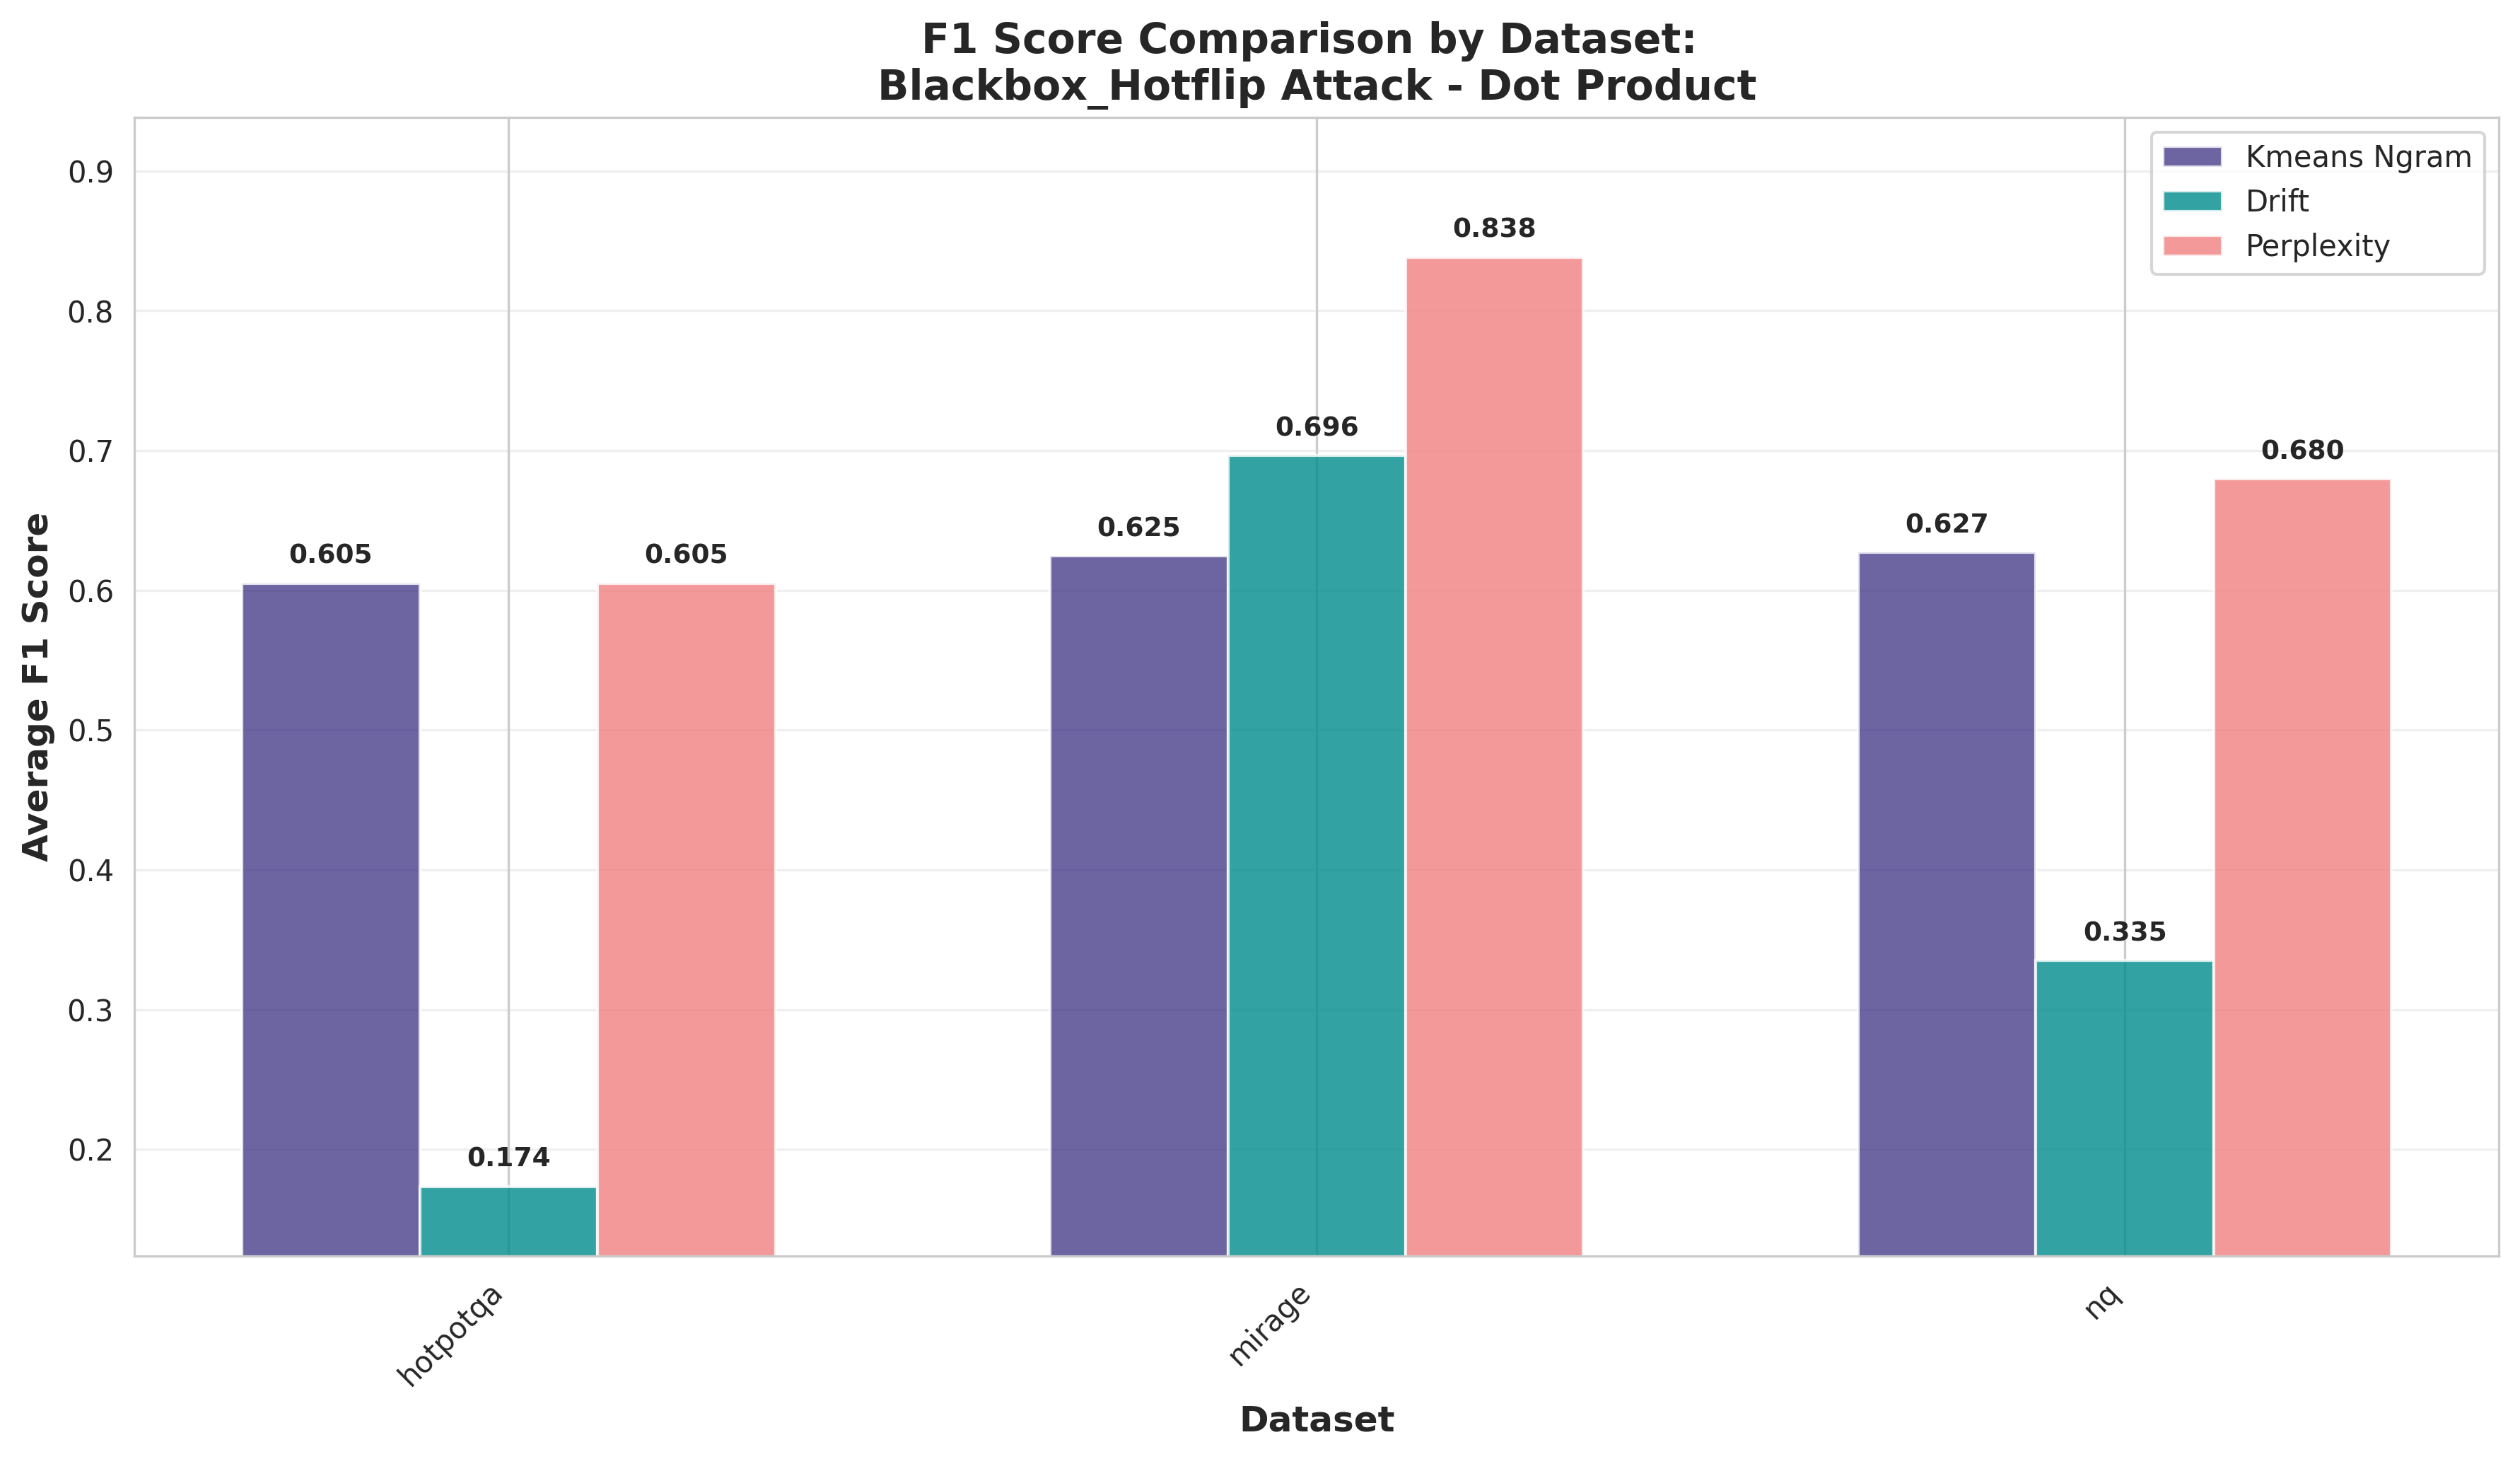 F1 Score Comparison by Dataset:
Blackbox_Hotflip Attack - Dot Product
Kmeans Ngram
Drift
Perplexity
Average F1 Score
0.9
0.8
0.7
0.6
0.5
0.4
0.3
0.2
0.605
0.174
0.605
0.625
0.696
0.838
0.627
0.335
0.680
hotpotqa
mirage
nq
Dataset